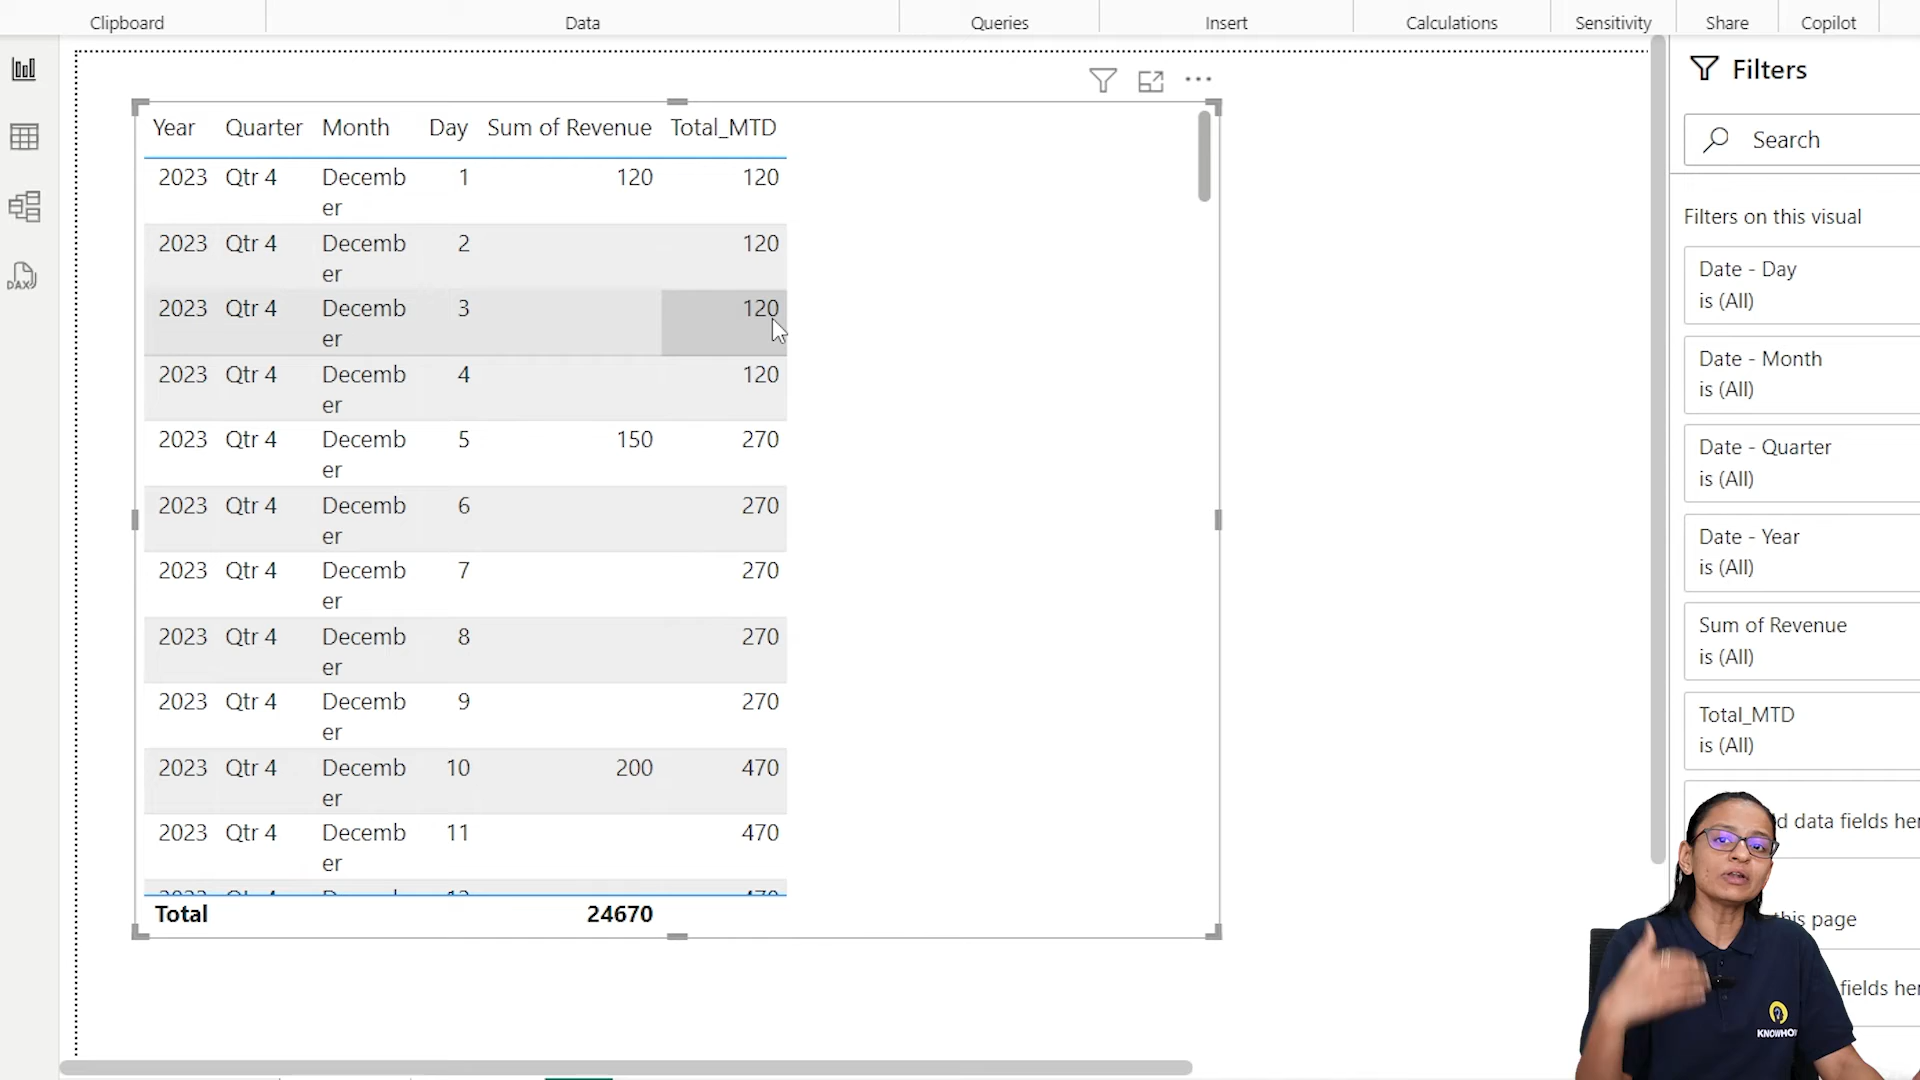 Clipboard Data Queries Insert Calculations Sensitivity Share Copilot
Filters
Search
Filters on this visual
Date - Day
is (All)
Date - Month
is (All)
Date - Quarter
is (All)
Date - Year
is (All)
Sum of Revenue
is (All)
Total_MTD
is (All)
data fields
this page
fields
Year Quarter Month Day Sum of Revenue Total_MTD
2023 Qtr 4 Decemb 1 120 120
er
2023 Qtr 4 Decemb 2 120
er
2023 Qtr 4 Decemb 3 120
er
2023 Qtr 4 Decemb 4 120
er
2023 Qtr 4 Decemb 5 150 270
er
2023 Qtr 4 Decemb 6 270
er
2023 Qtr 4 Decemb 7 270
er
2023 Qtr 4 Decemb 8 270
er
2023 Qtr 4 Decemb 9 270
er
2023 Qtr 4 Decemb 10 200 470
er
2023 Qtr 4 Decemb 11 470
er
Total 24670
DAX